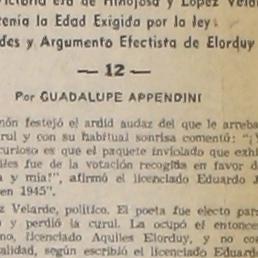 victoria era de Hinojosa y López Velar
tenía la Edad Exigida por la ley
des y Argumento Efectista de Elorduy
— 12 —
Por GUADALUPE APPENDINI
món festejó el ardid audaz del que le arreba
rul y con su habitual sonrisa comentó: "¡
curioso es que el paquete inviolado que exhi
iles fue de la votación recogida en favor d
a y mía!", afirmó el licenciado Eduardo J
en 1945".
z Velarde, político. El poeta fue electo par
o y perdió la curul. La ocupó el entonce
no, licenciado Aquiles Elorduy, y no co
alidad, según escribió el licenciado Eduard